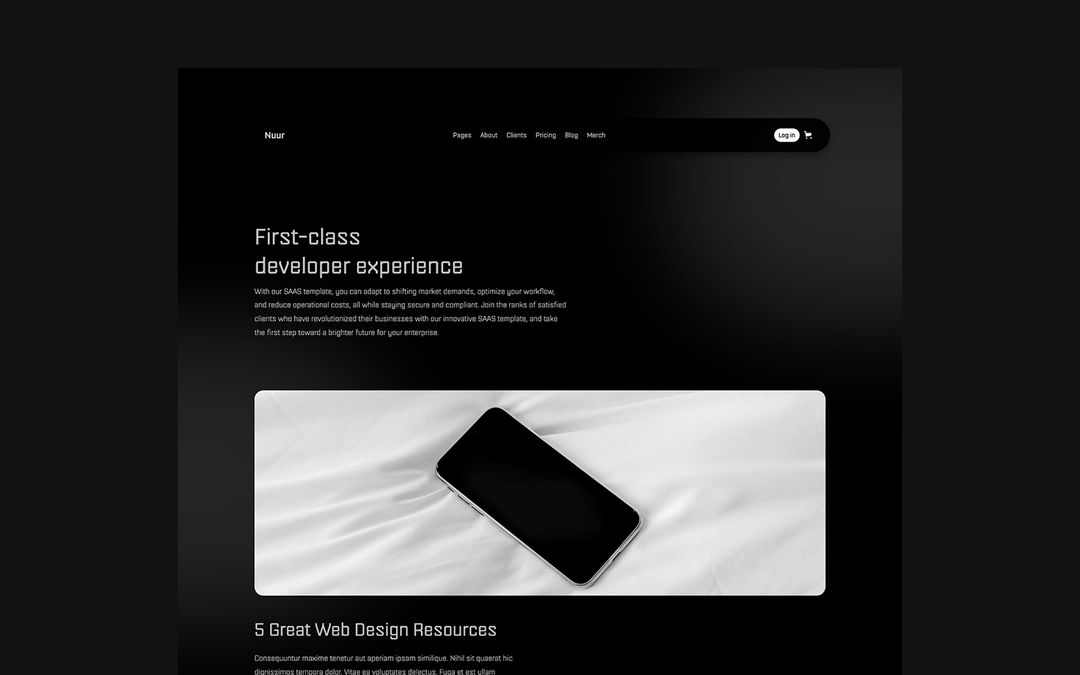 Nuur
Pages About Clients Pricing Blog Merch
Log in
First-class
developer experience
With our SAAS template, you can adapt to shifting market demands, optimize your workflow,
and reduce operational costs, all while staying secure and compliant. Join the ranks of satisfied
clients who have revolutionized their businesses with our innovative SAAS template, and take
the first step toward a brighter future for your enterprise.
5 Great Web Design Resources
Consequuntur maxime tenetur aut aperiam ipsam similique. Nihil sit quaerat hic
dignissimos tempora dolor. Vitae ea voluptates delectus. Fuga et est ullam